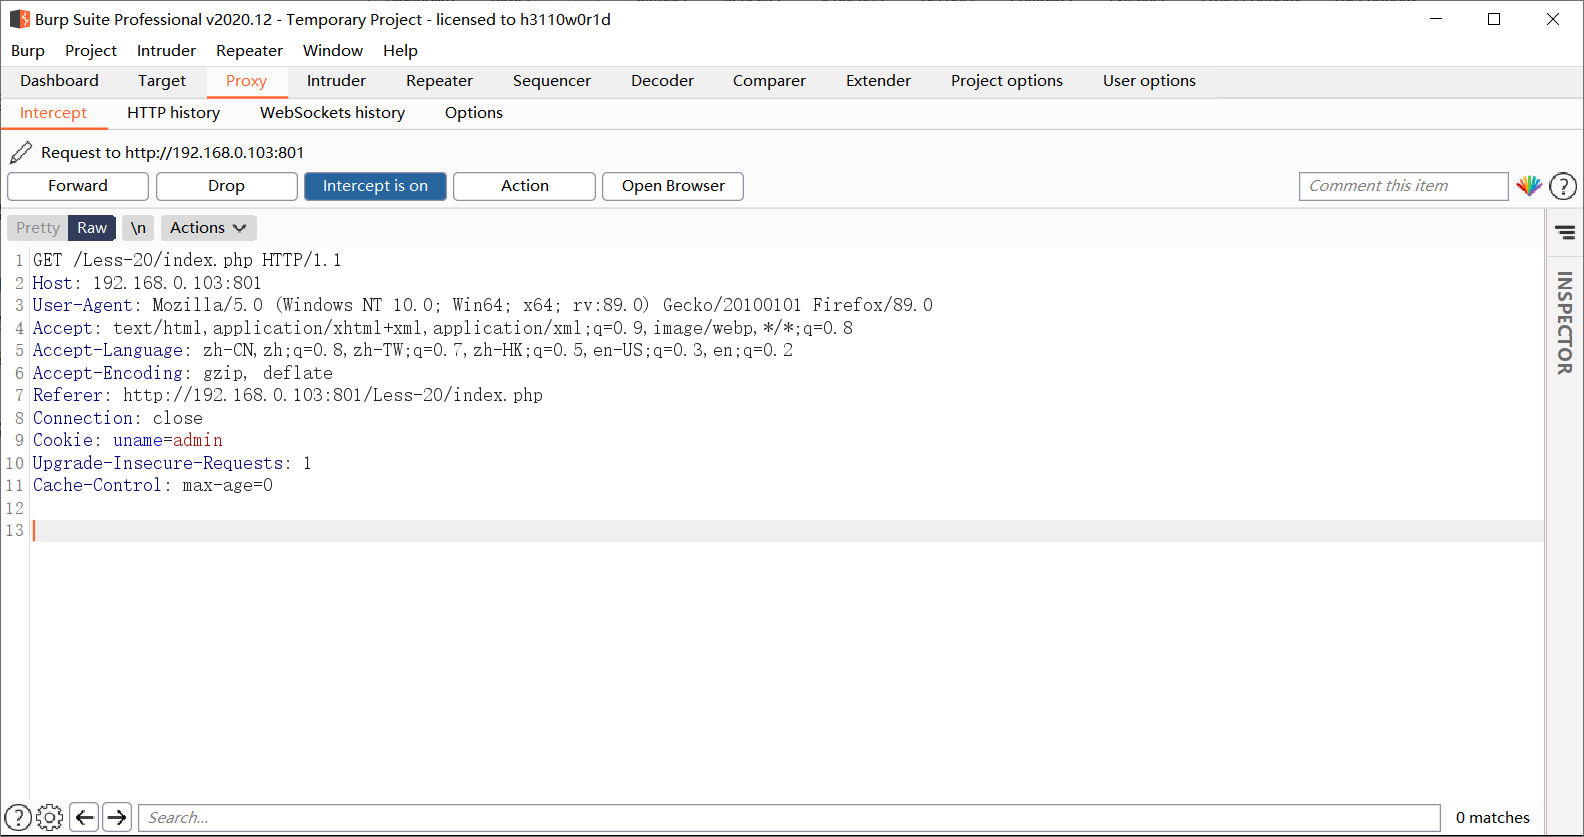 Burp Suite Professional v2020.12 - Temporary Project - licensed to h3110w0r1d
Burp Project Intruder Repeater Window Help
Dashboard Target Proxy Intruder Repeater Sequencer Decoder Comparer Extender Project options User options
Intercept HTTP history WebSockets history Options
Request to http://192.168.0.103:801
Forward Drop Intercept is on Action Open Browser Comment this item ?
Pretty Raw \n Actions
1 GET /Less-20/index.php HTTP/1.1
2 Host: 192.168.0.103:801
3 User-Agent: Mozilla/5.0 (Windows NT 10.0; Win64; x64; rv:89.0) Gecko/20100101 Firefox/89.0
4 Accept: text/html,application/xhtml+xml,application/xml;q=0.9,image/webp,*/*;q=0.8
5 Accept-Language: zh-CN,zh;q=0.8,zh-TW;q=0.7,zh-HK;q=0.5,en-US;q=0.3,en;q=0.2
6 Accept-Encoding: gzip, deflate
7 Referer: http://192.168.0.103:801/Less-20/index.php
8 Connection: close
9 Cookie: uname=admin
10 Upgrade-Insecure-Requests: 1
11 Cache-Control: max-age=0
12
13
INSPECTOR
? Search... 0 matches